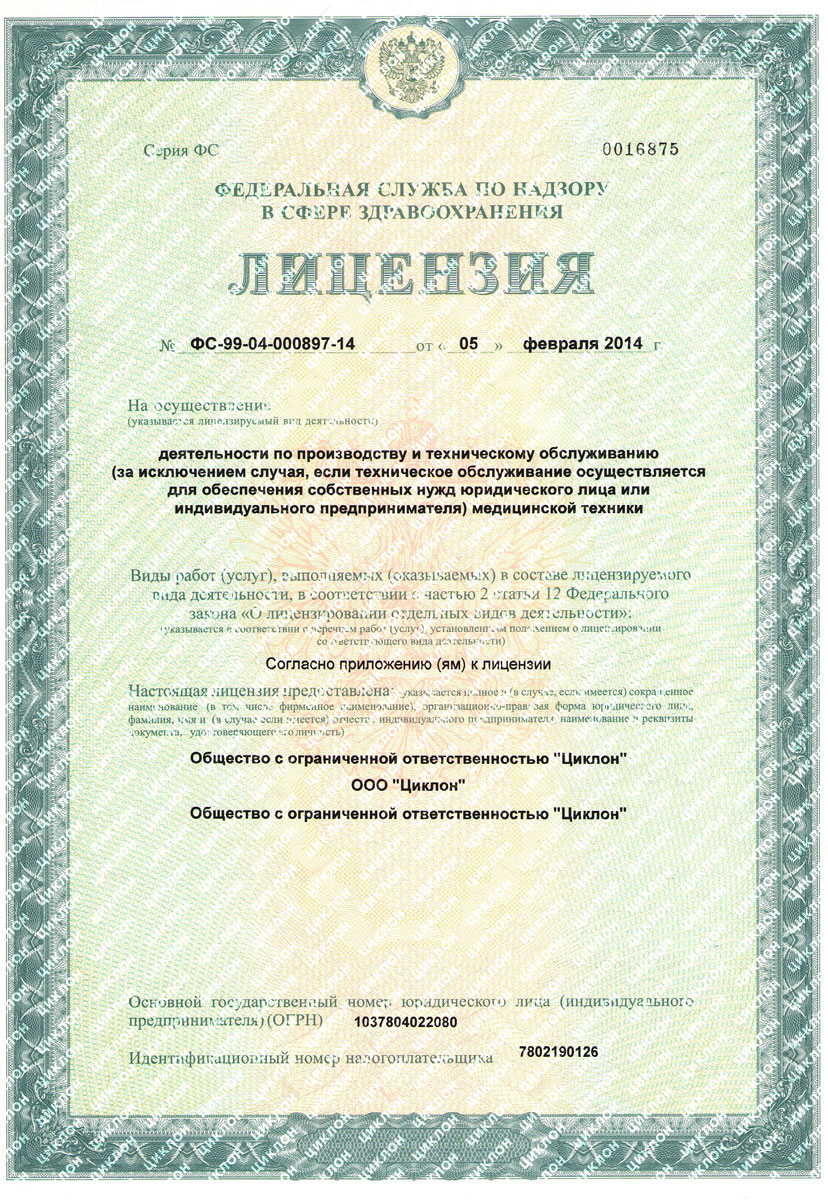 Серия ФС 0016875
ФЕДЕРАЛЬНАЯ СЛУЖБА ПО НАДЗОРУ
В СФЕРЕ ЗДРАВООХРАНЕНИЯ
ЛИЦЕНЗИЯ
№ ФС-99-04-000897-14 от « 05 » февраля 2014 г
На осуществление
(указывается лицензируемый вид деятельности)
деятельности по производству и техническому обслуживанию
(за исключением случая, если техническое обслуживание осуществляется
для обеспечения собственных нужд юридического лица или
индивидуального предпринимателя) медицинской техники
Виды работ (услуг), выполняемых (оказываемых) в составе лицензируемого
вида деятельности, в соответствии с частью 2 статьи 12 Федерального
закона «О лицензировании отдельных видов деятельности»:
(указывается в соответствии с перечнем работ (услуг), установленным положением о лицензировании
соответствующего вида деятельности)
Согласно приложению (ям) к лицензии
Настоящая лицензия предоставлена: (указывается полное и (в случае, если имеется) сокращенное
наименование (в том числе фирменное наименование), организационно-правовая форма юридического лица,
фамилия, имя и (в случае если имеется) отчество индивидуального предпринимателя, наименование и реквизиты
документа, удостоверяющего его личность)
Общество с ограниченной ответственностью "Циклон"
ООО "Циклон"
Общество с ограниченной ответственностью "Циклон"
Основной государственный номер юридического лица (индивидуального
предпринимателя) (ОГРН) 1037804022080
Идентификационный номер налогоплательщика 7802190126
ЦИКЛОН